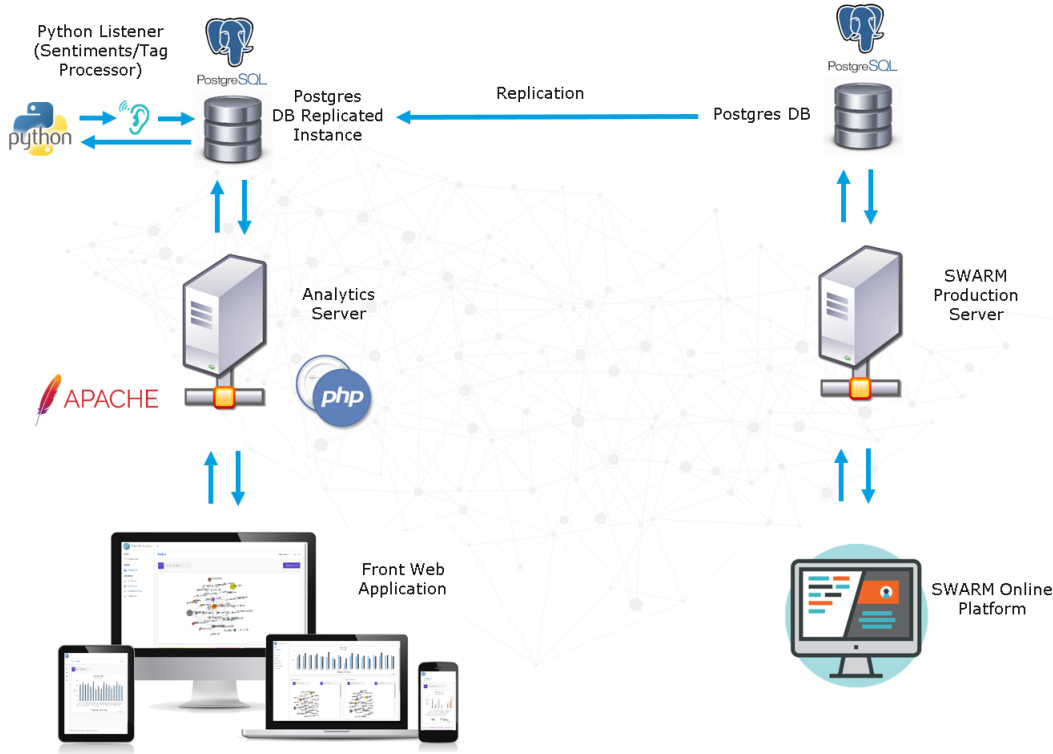 Python Listener
(Sentiments/Tag
Processor)
PostgreSQL
PostgreSQL
python
Postgres
DB Replicated
Instance
Replication
Postgres DB
Analytics
Server
SWARM
Production
Server
APACHE
php
Front Web
Application
SWARM Online
Platform